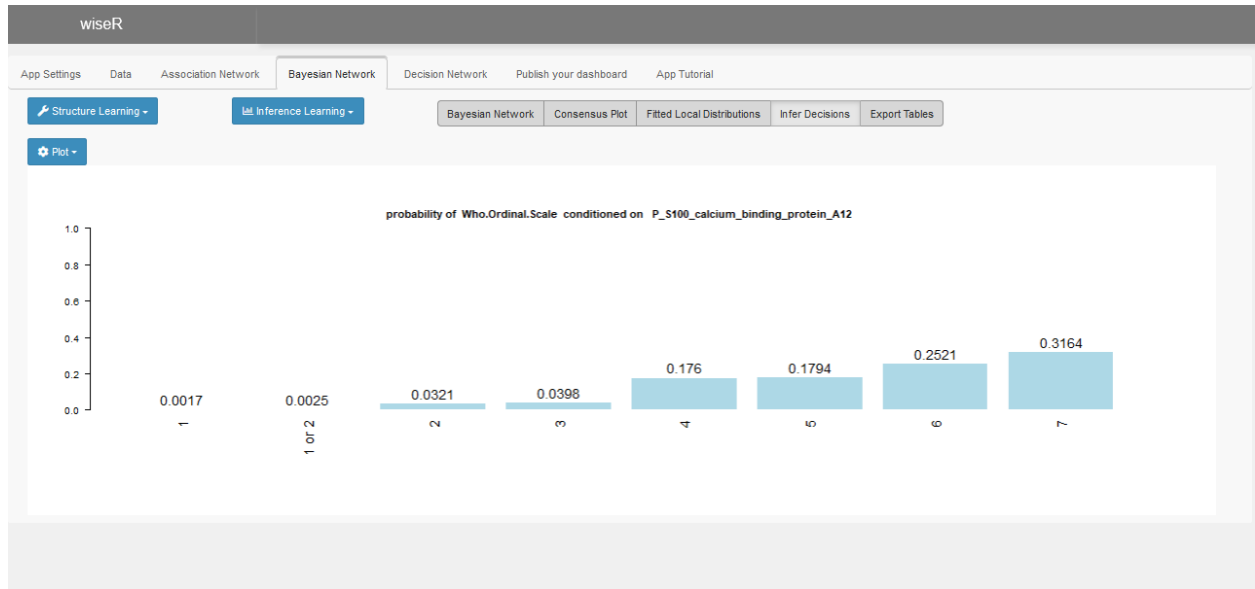 wiseR
App Settings Data Association Network Bayesian Network Decision Network Publish your dashboard App Tutorial
Structure Learning Inference Learning Bayesian Network Consensus Plot Fitted Local Distributions Infer Decisions Export Tables
Plot
probability of Who.Ordinal.Scale conditioned on P_S100_calcium_binding_protein_A12
1.0
0.8
0.6
0.4
0.2
0.0
0.0017 0.0025 0.0321 0.0398 0.176 0.1794 0.2521 0.3164
1 1 or 2 2 3 4 5 6 7